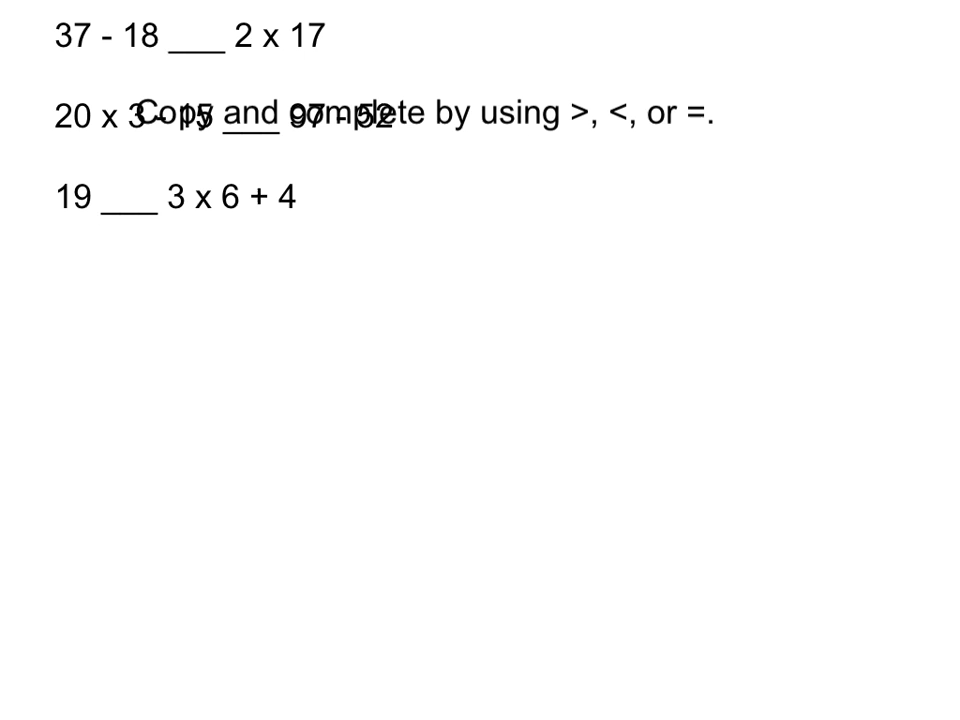 37 - 18 ___ 2 x 17
Copy and complete by using >, <, or =.
20 x 3 - 15 ___ 97 - 52
19 ___ 3 x 6 + 4